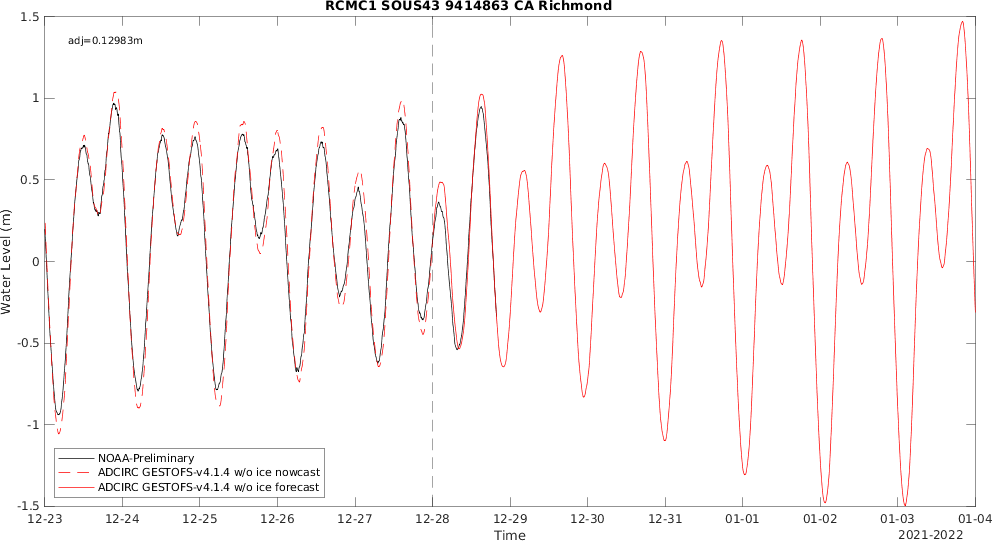 RCMC1 SOUS43 9414863 CA Richmond
adj=0.12983m
Water Level (m)
1.5
1
0.5
0
-0.5
-1
-1.5
NOAA-Preliminary
ADCIRC GESTOFS-v4.1.4 w/o ice nowcast
ADCIRC GESTOFS-v4.1.4 w/o ice forecast
12-23 12-24 12-25 12-26 12-27 12-28 12-29 12-30 12-31 01-01 01-02 01-03 01-04
Time
2021-2022